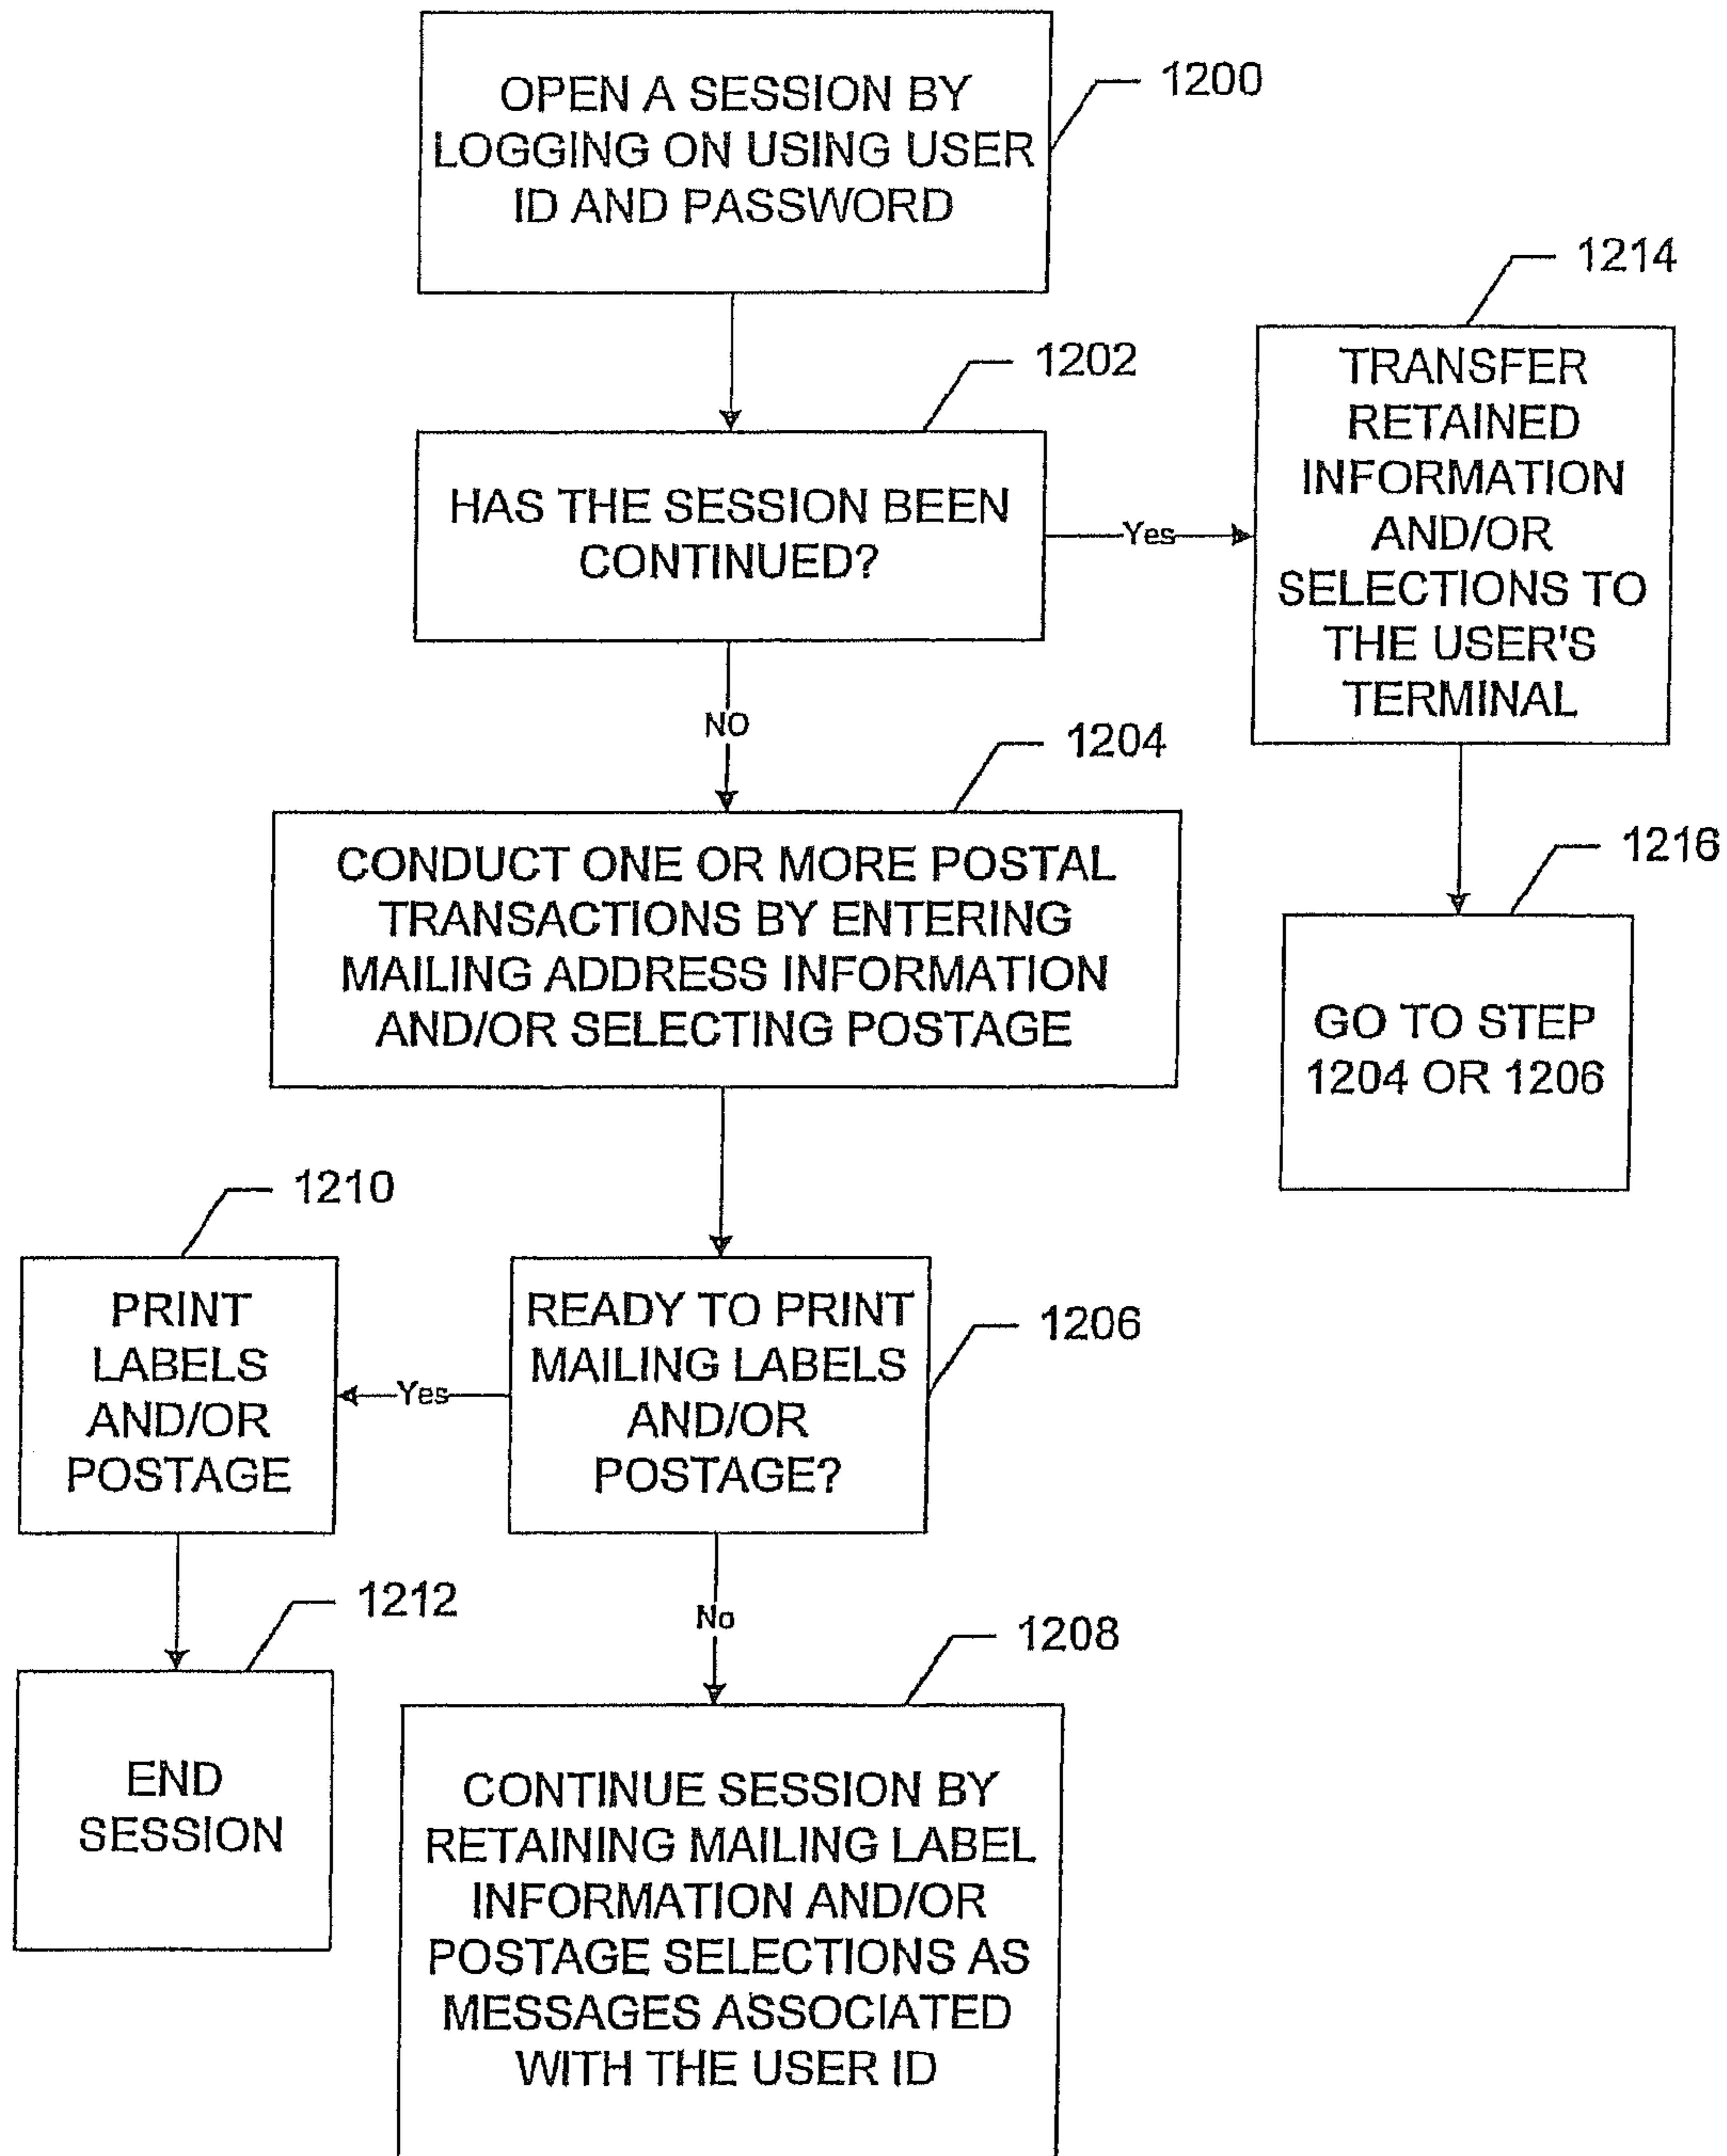 OPEN A SESSION BY
LOGGING ON USING USER
ID AND PASSWORD
1200
1214
1202
HAS THE SESSION BEEN
CONTINUED?
Yes
TRANSFER
RETAINED
INFORMATION
AND/OR
SELECTIONS TO
THE USER'S
TERMINAL
NO
1204
CONDUCT ONE OR MORE POSTAL
TRANSACTIONS BY ENTERING
MAILING ADDRESS INFORMATION
AND/OR SELECTING POSTAGE
1216
GO TO STEP
1204 OR 1206
1210
PRINT
LABELS
AND/OR
POSTAGE
Yes
READY TO PRINT
MAILING LABELS
AND/OR
POSTAGE?
1206
1212
END
SESSION
No
1208
CONTINUE SESSION BY
RETAINING MAILING LABEL
INFORMATION AND/OR
POSTAGE SELECTIONS AS
MESSAGES ASSOCIATED
WITH THE USER ID